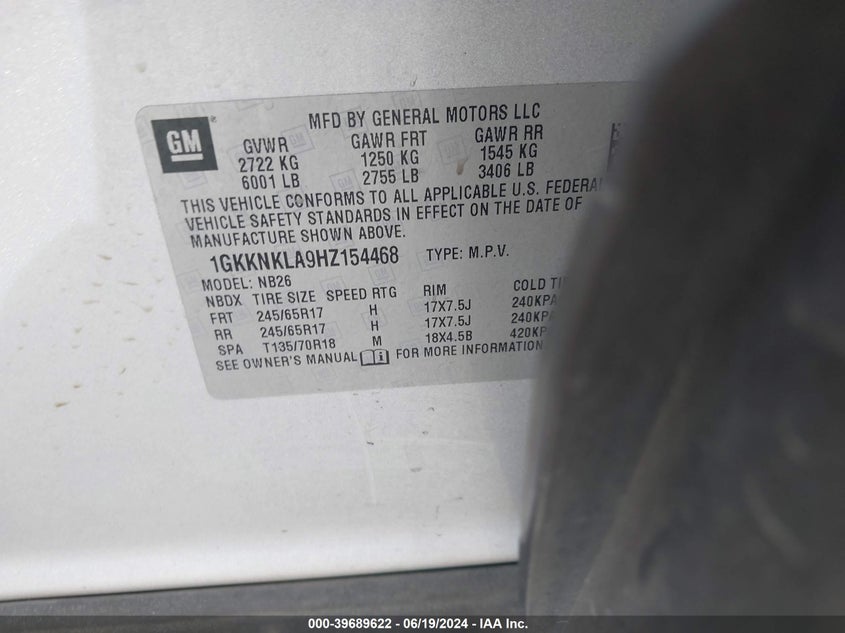 MFD BY GENERAL MOTORS LLC
GM
GVWR GAWR FRT GAWR RR
2722 KG 1250 KG 1545 KG
6001 LB 2755 LB 3406 LB
THIS VEHICLE CONFORMS TO ALL APPLICABLE U.S. FEDERAL
VEHICLE SAFETY STANDARDS IN EFFECT ON THE DATE OF
MANUFACTURE SHOWN ABOVE.
1GKKNKLA9HZ154468 TYPE: M.P.V.
MODEL: NB26
NBDX TIRE SIZE SPEED RTG RIM COLD
FRT 245/65R17 H 17X7.5J 240KPA
RR 245/65R17 H 17X7.5J 240KPA
SPA T135/70R18 M 18X4.5B 420KP
SEE OWNER'S MANUAL FOR MORE INFORMATION
000-39689622 / 06/19/2024 - IAA Inc.